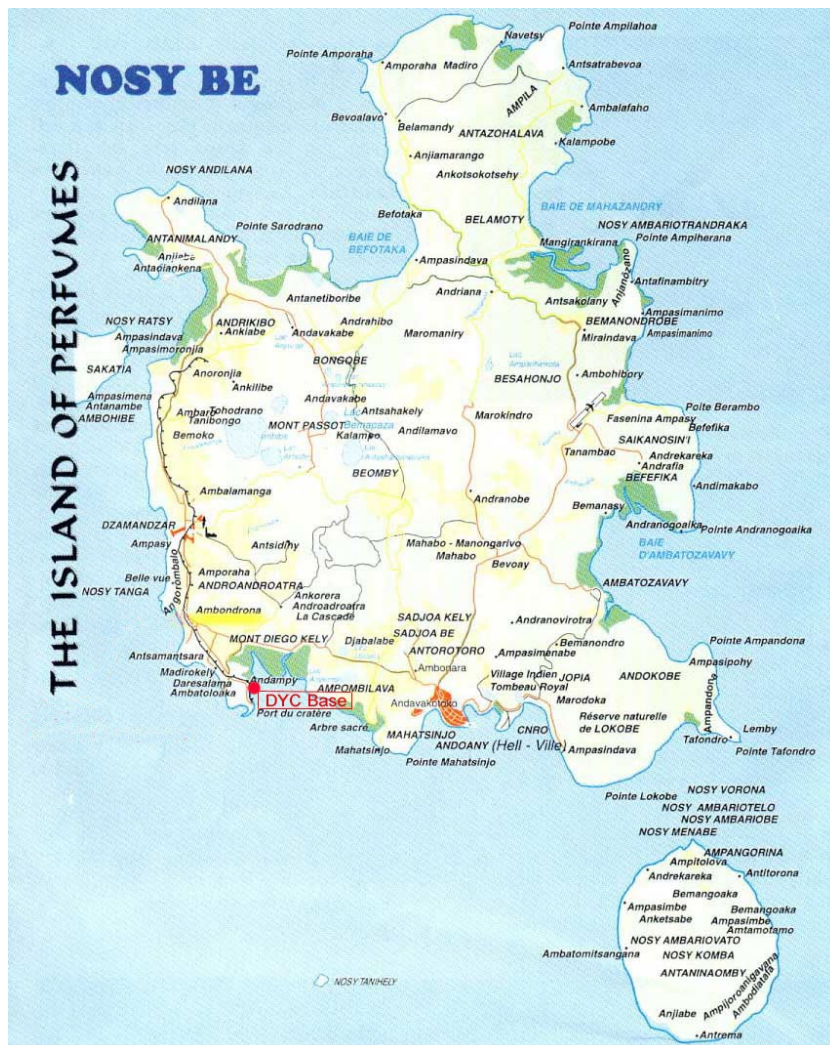 NOSY BE
THE ISLAND OF PERFUMES
Pointe Ampilahoa
Navetsy
Pointe Amporaha
Amporaha
Madiro
Antsatrabevoa
AMPILA
Ambalafaho
Bevoalavo
Belamandy
ANTAZOHALAVA
Kalampobe
Anjiamarango
Ankotsokotsehy
NOSY ANDILANA
Andilana
Befotaka
BELAMOTY
BAIE DE MAHAZANDRY
Pointe Sarodrano
NOSY AMBARIOTRANDRAKA
Pointe Ampiherana
ANTANIMALANDY
BAIE DE
BEFOTAKA
Mangirankirana
Anjiabe
Ampasindava
Anjanozano
Antafinambitry
Andriana
Antanetiboribe
Antsakolany
Ampasimanimo
NOSY RATSY
ANDRIKIBO
Andrahibo
BEMANONDROBE
Ampasimanimo
Ampasindava
Ankiabe
Andavakabe
Maromaniry
Miraindava
Ampasimoronjia
BONGOBE
SAKATIA
Anoronjia
BESAHONJO
Ambohibory
Ankilibe
Ampasimena
Antanambe
AMBOHIBE
Andavakabe
Ambaro
Tohodrano
Tanibongo
Antsahakely
Marokindro
Poite Berambo
Fasenina Ampasy
Befefika
Bemoko
MONT PASSOT
Kalampo
Andilamavo
SAIKANOSIN'I
Tanambao
Andrekareka
Andrafia
BEOMBY
BEFEFIKA
Ambalamanga
Andranobe
Andimakabo
Bemanasy
DZAMANDZAR
Andranogoaika
Pointe Andranogoaika
Ampasy
Antsidihy
Mahabo - Manongarivo
Mahabo
BAIE
D'AMBATOZAVAVY
Angorombalo
Belle vue
Amporaha
Bevoay
NOSY TANGA
ANDROANDROATRA
AMBATOZAVAVY
Ankorera
Androadroatra
La Cascade
Ambondrona
SADJOA KELY
Andranovirotra
MONT DIEGO KELY
Djabalabe
SADJOA BE
ANTOROTORO
Bemanondro
Pointe Ampandona
Antsamantsara
Ampasimenabe
Ampasipohy
Madirokely
Ambonara
Andampy
Village Indien
JOPIA
ANDOKOBE
Daresalama
AMPOMBILAVA
Tombeau Royal
Ambatoloaka
DYC Base
Andavakotoko
Marodoka
Ampandona
Port du cratère
Réserve naturelle
de LOKOBE
Lemby
Arbre sacré
MAHATSINJO
CNRO
Tafondro
Mahatsinjo
ANDOANY (Hell - Ville)
Ampasindava
Pointe Tafondro
Pointe Mahatsinjo
Pointe Lokobe
NOSY VORONA
NOSY AMBARIOTELO
NOSY AMBARIOBE
NOSY MENABE
AMPANGORINA
Ampitolova
Andrekareka
Antitorona
Bemangoaka
Ampasimbe
Bemangoaka
Anketsabe
Ampasimbe
Amtamotamo
NOSY AMBARIOVATO
Ambatomitsangana
NOSY KOMBA
ANTANINAOMBY
NOSY TANIHELY
Ampijoroanigavana
Ambodiatafa
Anjiabe
Antrema